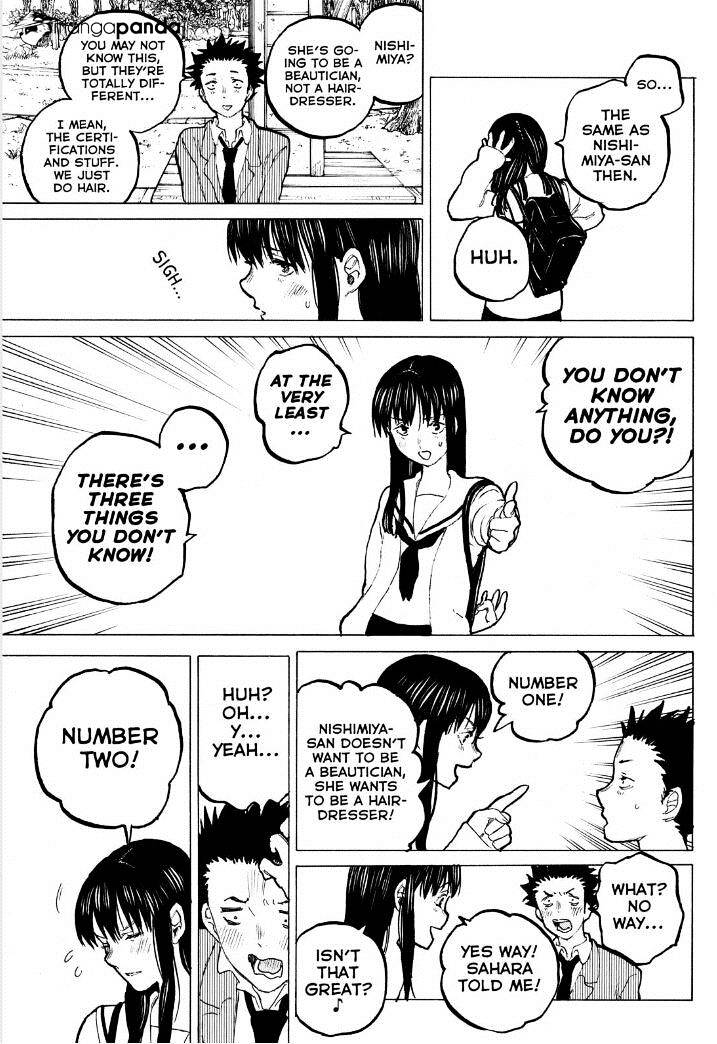 mangapanda
SO...
THE
SAME AS
NISHI-
MIYA-SAN
THEN.
HUH.
NISHI-
MIYA?
SHE'S GO-
ING TO BE A
BEAUTICIAN,
NOT A HAIR-
DRESSER.
YOU MAY NOT
KNOW THIS,
BUT THEY'RE
TOTALLY DIF-
FERENT...
I MEAN,
THE CERTI-
FICATIONS
AND STUFF.
WE JUST
DO HAIR.
SIGH...
YOU DON'T
KNOW
ANYTHING,
DO YOU?!
AT THE
VERY
LEAST
...
...
THERE'S
THREE
THINGS
YOU DON'T
KNOW!
NUMBER
ONE!
NISHIMIYA-
SAN DOESN'T
WANT TO BE
A BEAUTICIAN,
SHE WANTS
TO BE A HAIR-
DRESSER!
WHAT?
NO
WAY...
YES WAY!
SAHARA
TOLD ME!
ISN'T
THAT
GREAT?
♪
HUH?
OH...
Y...
YEAH...
NUMBER
TWO!